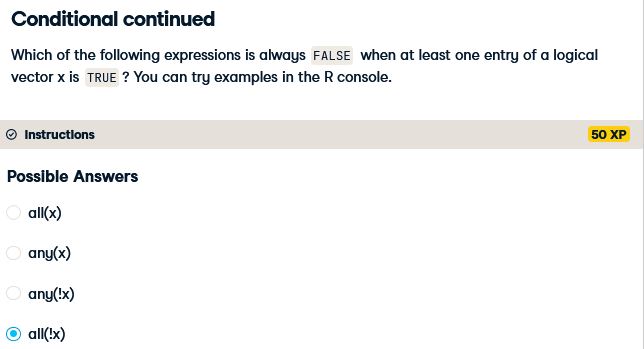 Conditional continued
Which of the following expressions is always FALSE when at least one entry of a logical
vector x is TRUE ? You can try examples in the R console.
Instructions
50 XP
Possible Answers
all(x)
any(x)
any(!x)
all(!x)